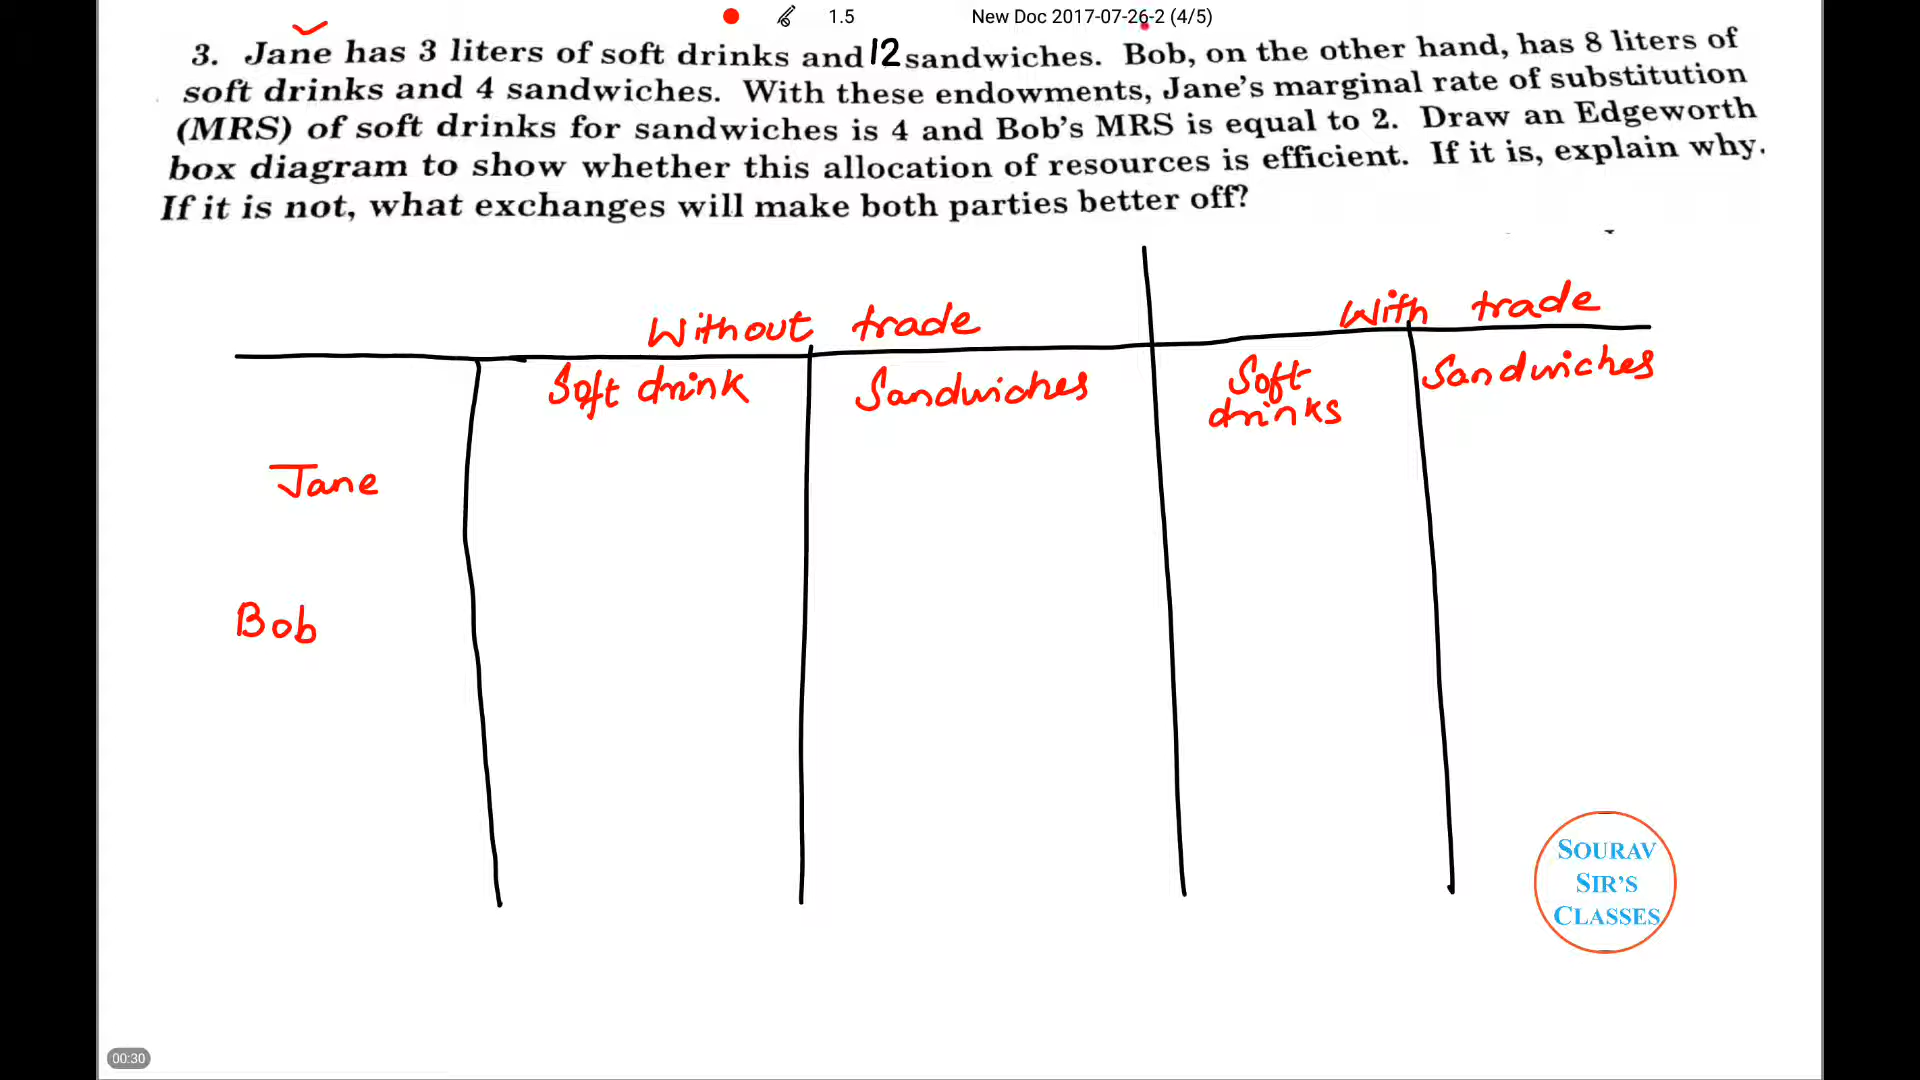 1.5 New Doc 2017-07-26-2 (4/5)
3. Jane has 3 liters of soft drinks and 12 sandwiches. Bob, on the other hand, has 8 liters of
soft drinks and 4 sandwiches. With these endowments, Jane's marginal rate of substitution
(MRS) of soft drinks for sandwiches is 4 and Bob's MRS is equal to 2. Draw an Edgeworth
box diagram to show whether this allocation of resources is efficient. If it is, explain why.
If it is not, what exchanges will make both parties better off?
Without trade With trade
Soft drink Sandwiches Soft drinks Sandwiches
Jane
Bob
SOURAV
SIR'S
CLASSES
00:30